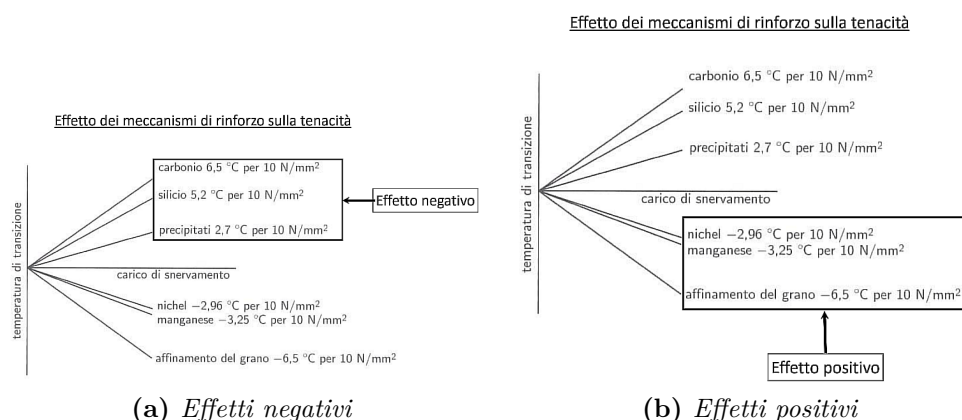 Effetto dei meccanismi di rinforzo sulla tenacità
temperatura di transizione
carbonio 6,5 °C per 10 N/mm²
silicio 5,2 °C per 10 N/mm²
precipitati 2,7 °C per 10 N/mm²
Effetto negativo
carico di snervamento
nichel −2,96 °C per 10 N/mm²
manganese −3,25 °C per 10 N/mm²
affinamento del grano −6,5 °C per 10 N/mm²
(a) Effetti negativi
Effetto dei meccanismi di rinforzo sulla tenacità
temperatura di transizione
carbonio 6,5 °C per 10 N/mm²
silicio 5,2 °C per 10 N/mm²
precipitati 2,7 °C per 10 N/mm²
carico di snervamento
nichel −2,96 °C per 10 N/mm²
manganese −3,25 °C per 10 N/mm²
affinamento del grano −6,5 °C per 10 N/mm²
Effetto positivo
(b) Effetti positivi